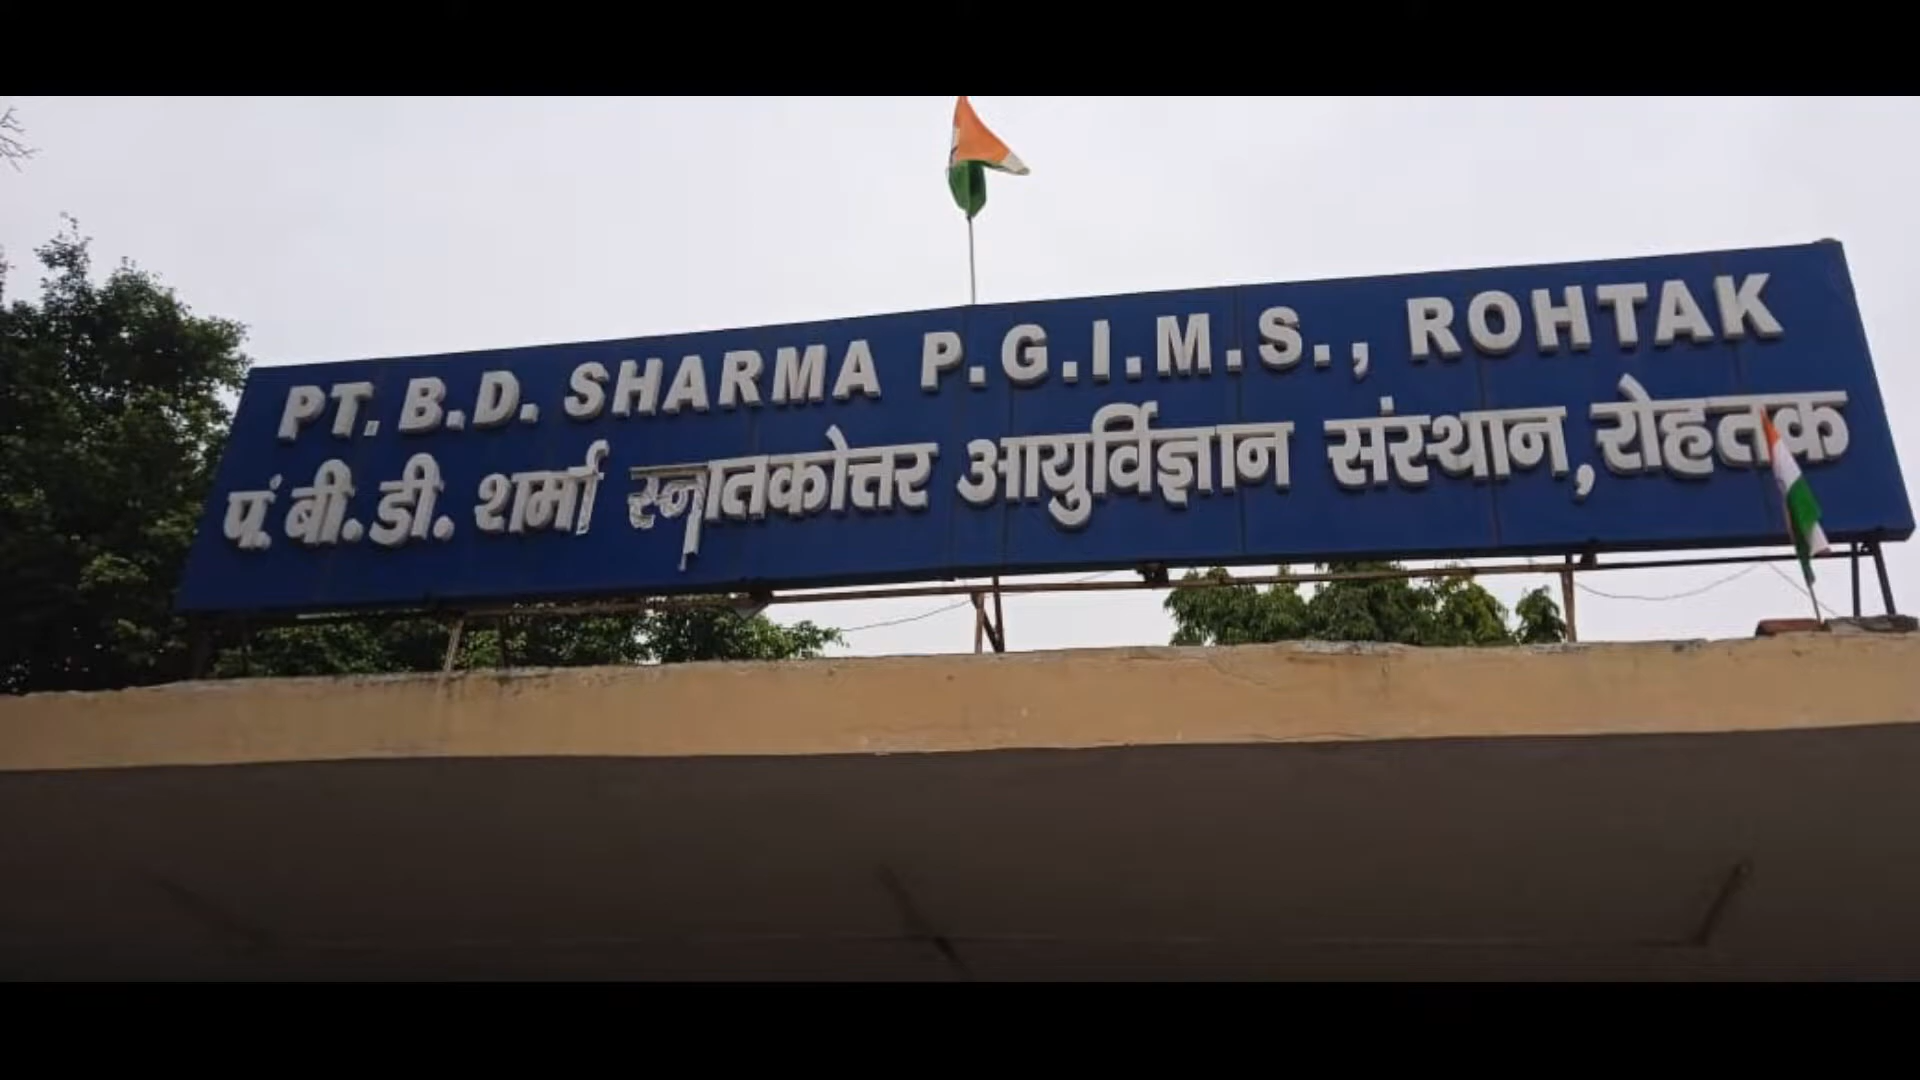 PT. B.D. SHARMA P.G.I.M.S., ROHTAK
पं. बी.डी. शर्मा स्नातकोत्तर आयुर्विज्ञान संस्थान, रोहतक